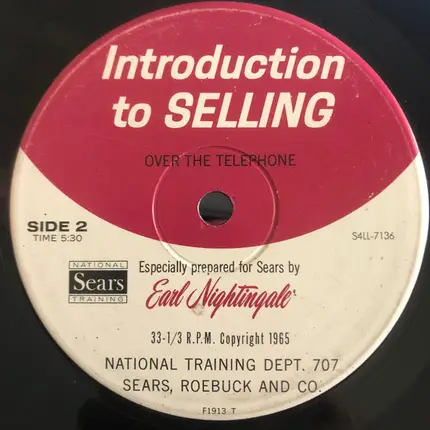 Introduction
to SELLING
OVER THE TELEPHONE
SIDE 2
TIME 5:30
S4LL-7136
NATIONAL
Sears
TRAINING
Especially prepared for Sears by
Earl Nightingale
33-1/3 R.P.M. Copyright 1965
NATIONAL TRAINING DEPT. 707
SEARS, ROEBUCK AND CO.
F1913 T